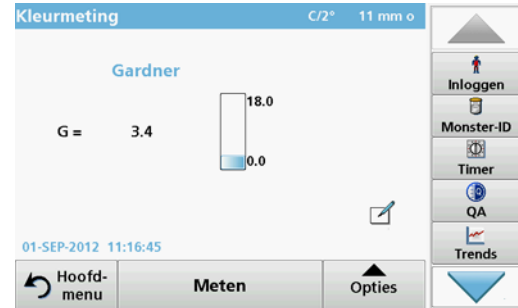 Kleurmeting C/2° 11 mm o
Gardner
G = 3.4
18.0
0.0
01-SEP-2012 11:16:45
Hoofd-
menu
Meten
Opties
Inloggen
Monster-ID
Timer
QA
Trends